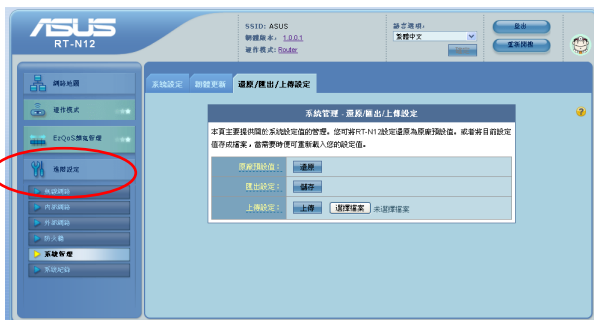 ASUS
RT-N12
SSID: ASUS
韌體版本: 1.0.0.1
運作模式: Router
語言選項:
繁體中文
登出
重新開機
網路地圖
運作模式
EzQoS頻寬管理
進階設定
無線網路
內部網路
外部網路
防火牆
系統管理
系統紀錄
系統設定 韌體更新 還原/匯出/上傳設定
系統管理 - 還原/匯出/上傳設定
本頁主要提供關於系統設定值的管理。您可將RT-N12設定還原為原廠預設值。或者將目前設定
值存成檔案,當需要時便可重新載入您的設定值。
原廠預設值: 還原
匯出設定: 儲存
上傳設定: 上傳 選擇檔案 未選擇檔案